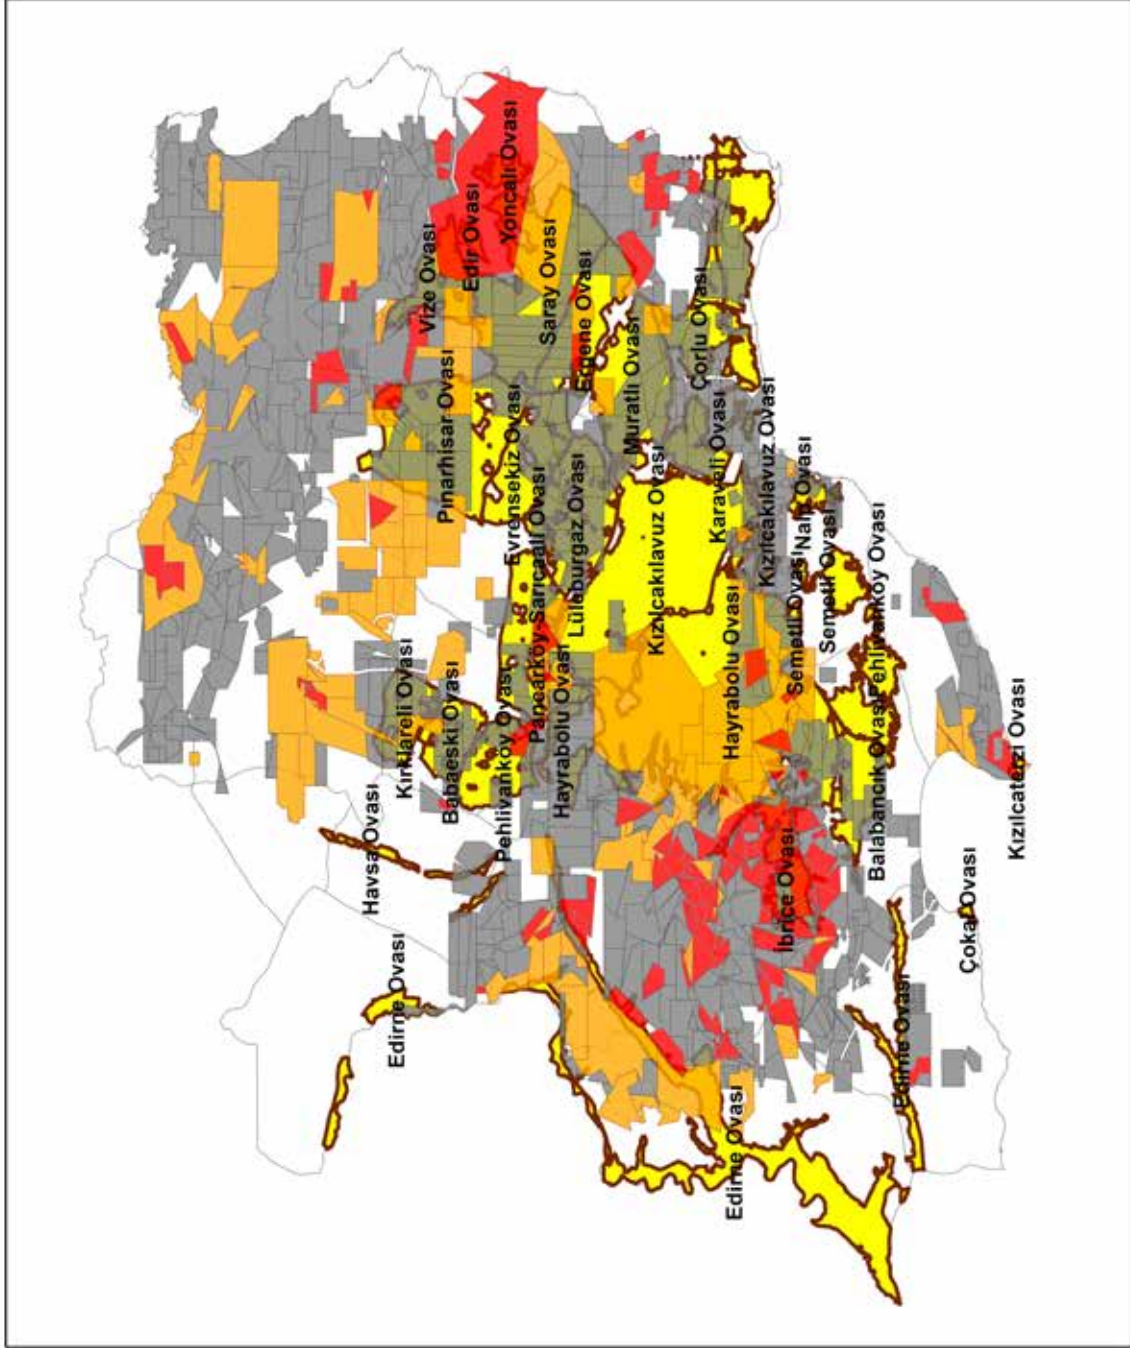 Edirne Ovası
Havsa Ovası
Kırklareli Ovası
Babaeski Ovası
Pehlivanköy Ovası
Pınarhisar Ovası
Vize Ovası
Edir Ovası
Yoncalı Ovası
Saray Ovası
Ergene Ovası
Evrensekiz Ovası
Pancarköy-Sarıcaali Ovası
Hayrabolu Ovası
Lüleburgaz Ovası
Muratlı Ovası
Çorlu Ovası
Kızılcakılavuz Ovası
Karaveli Ovası
Kızılcakılavuz Ovası
Hayrabolu Ovası
Semetli Ovası
Naip Ovası
Semetli Ovası
Edirne Ovası
İbrice Ovası
Balabancık Ovası
Pehlivanköy Ovası
Edirne Ovası
Çokal Ovası
Kızılcaterzi Ovası